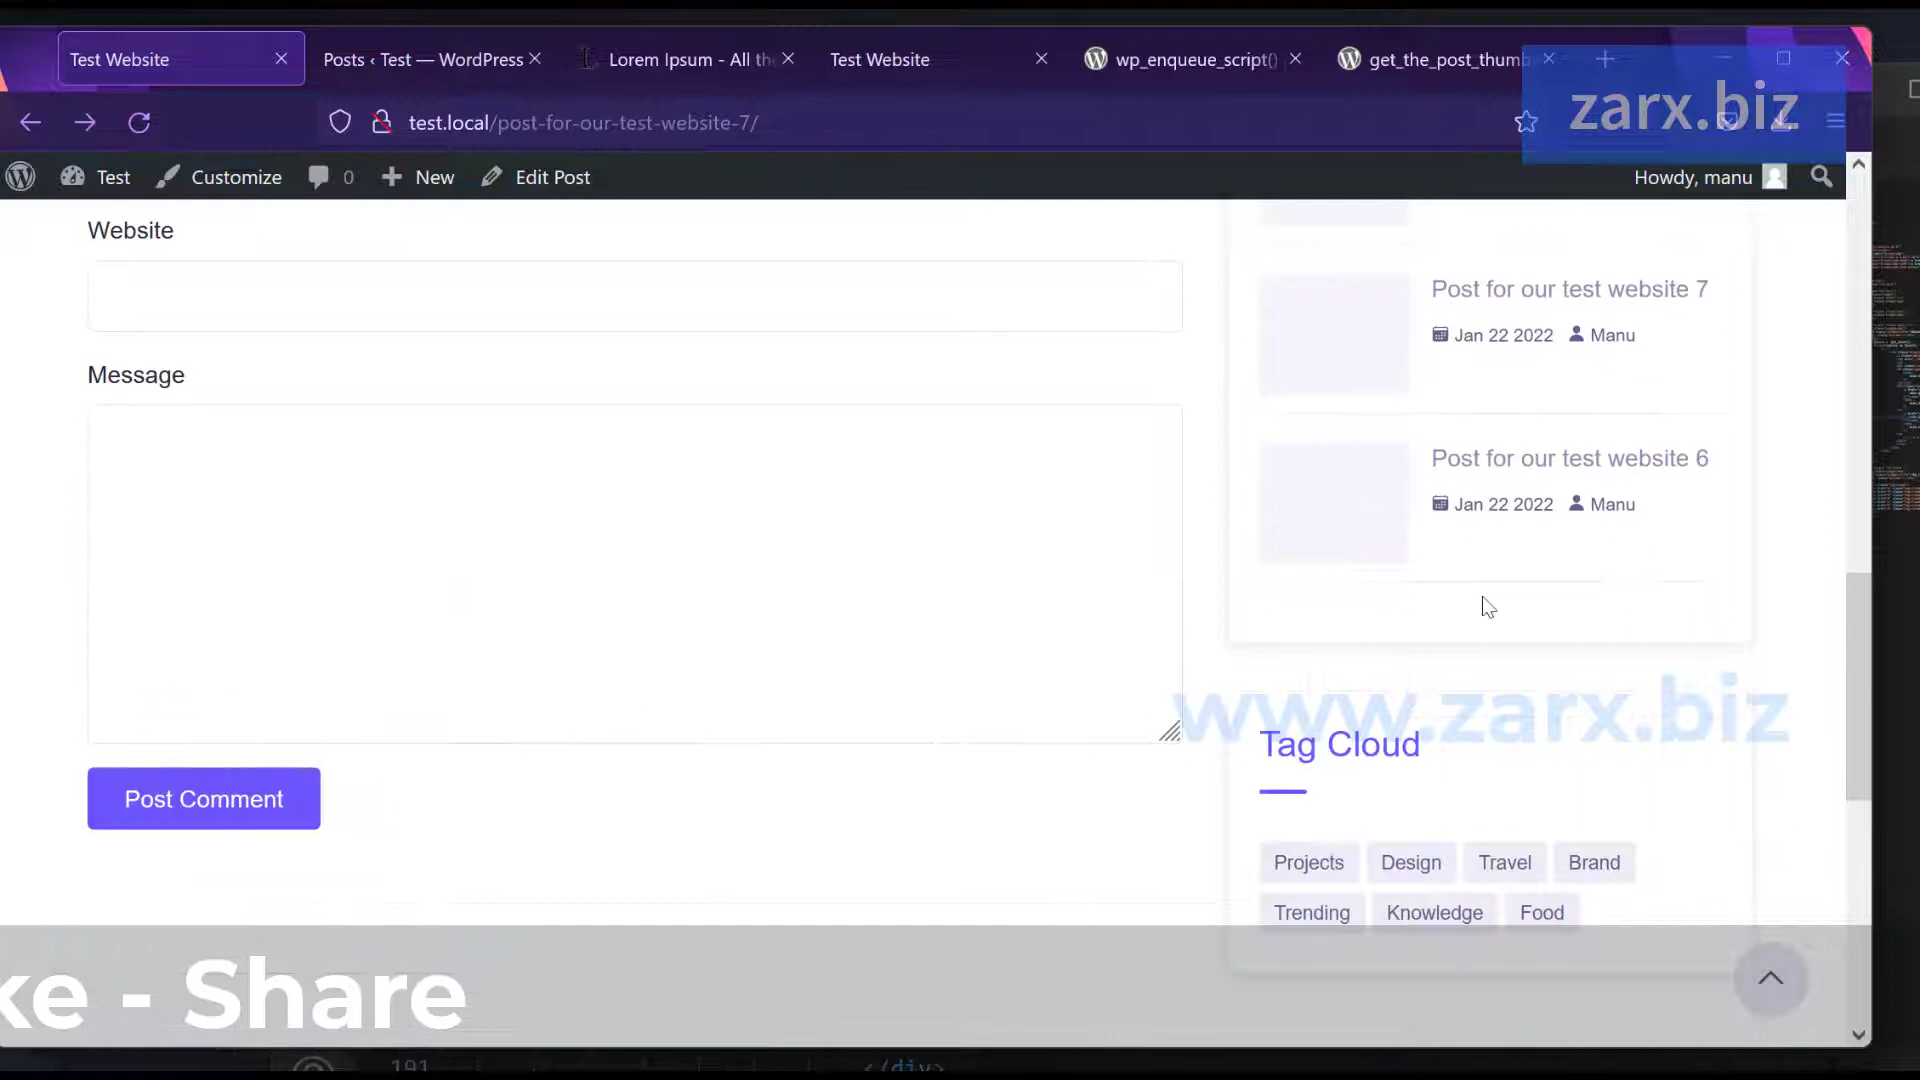 Test Website
Posts ‹ Test — WordPress
Lorem Ipsum - All th
Test Website
wp_enqueue_script()
get_the_post_thumb
zarx.biz
test.local/post-for-our-test-website-7/
Test
Customize
0
New
Edit Post
Howdy, manu
Website
Message
Post Comment
Post for our test website 7
Jan 22 2022 Manu
Post for our test website 6
Jan 22 2022 Manu
www.zarx.biz
Tag Cloud
Projects Design Travel Brand
Trending Knowledge Food
ke - Share
191 </div>